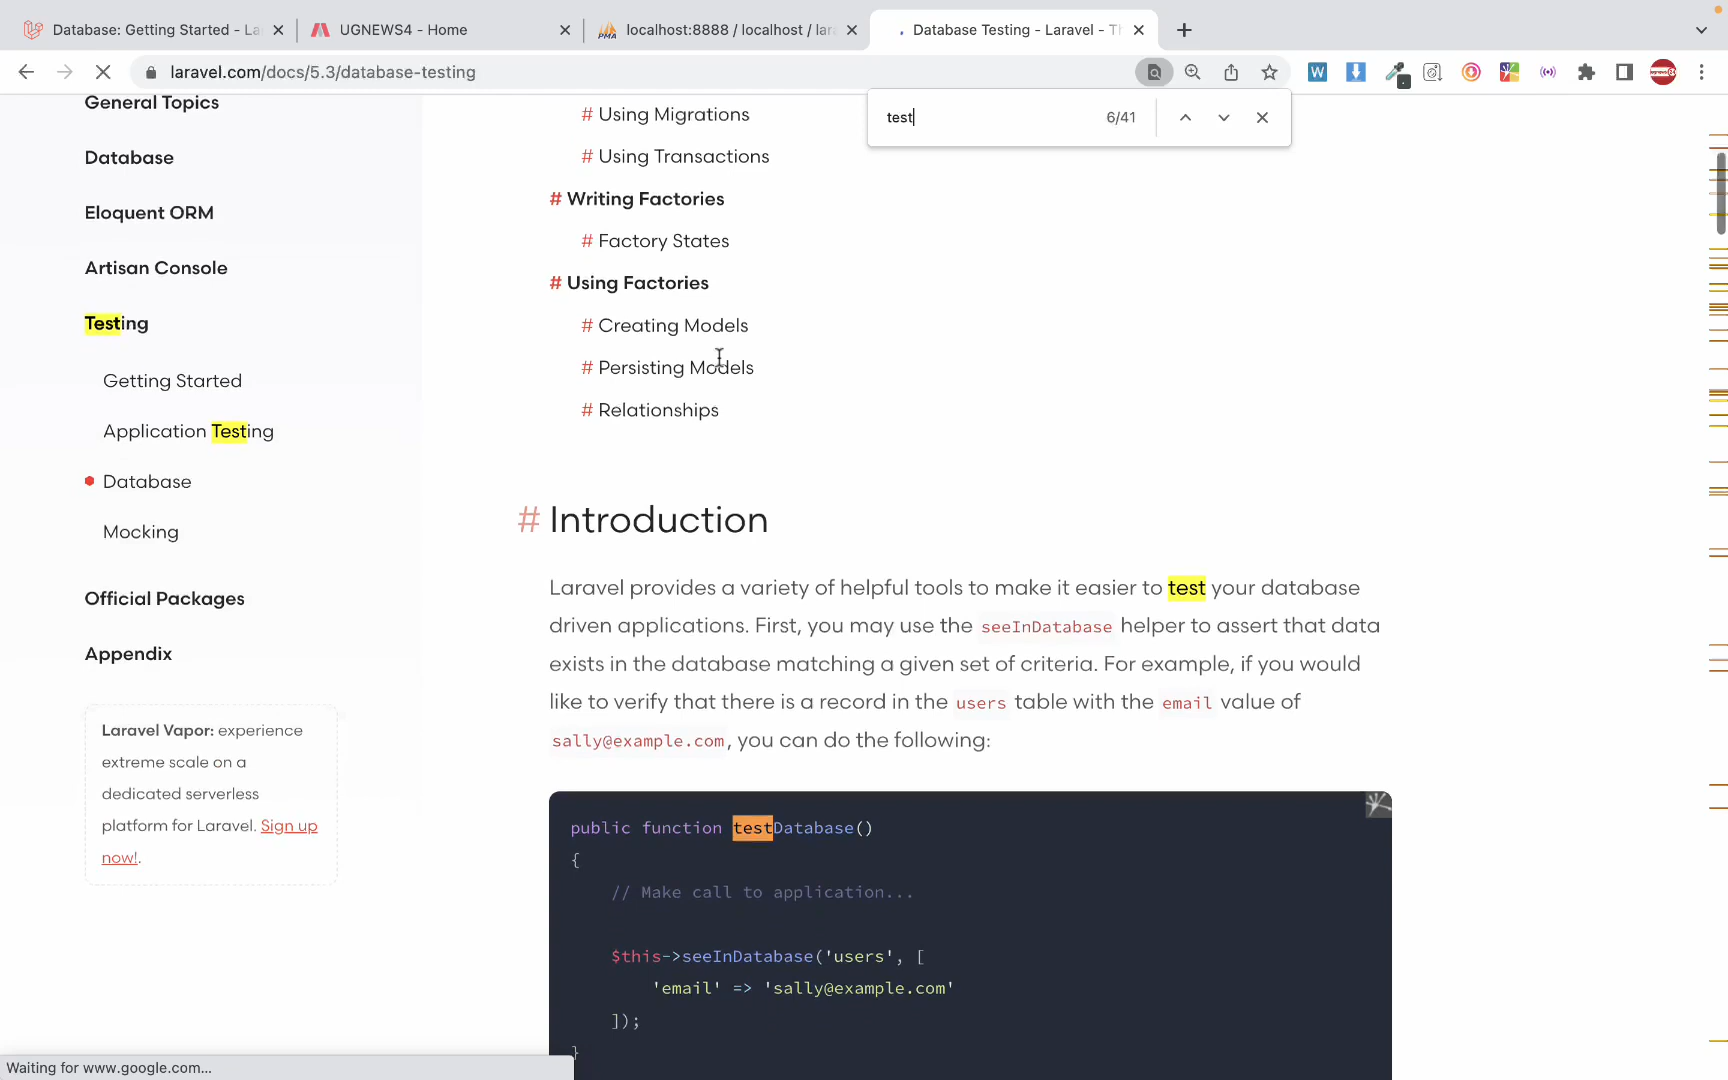 Database: Getting Started - La
UGNEWS4 - Home
PMA
localhost:8888 / localhost / lar
Database Testing - Laravel - Th
laravel.com/docs/5.3/database-testing
W
test
6/41
General Topics
Database
Eloquent ORM
Artisan Console
Testing
Getting Started
Application Testing
Database
Mocking
Official Packages
Appendix
Laravel Vapor: experience
extreme scale on a
dedicated serverless
platform for Laravel. Sign up
now!.
# Using Migrations
# Using Transactions
# Writing Factories
# Factory States
# Using Factories
# Creating Models
# Persisting Models
# Relationships
# Introduction
Laravel provides a variety of helpful tools to make it easier to test your database
driven applications. First, you may use the seeInDatabase helper to assert that data
exists in the database matching a given set of criteria. For example, if you would
like to verify that there is a record in the users table with the email value of
sally@example.com, you can do the following:
public function testDatabase()
{
// Make call to application...
$this->seeInDatabase('users', [
'email' => 'sally@example.com'
]);
}
Waiting for www.google.com...